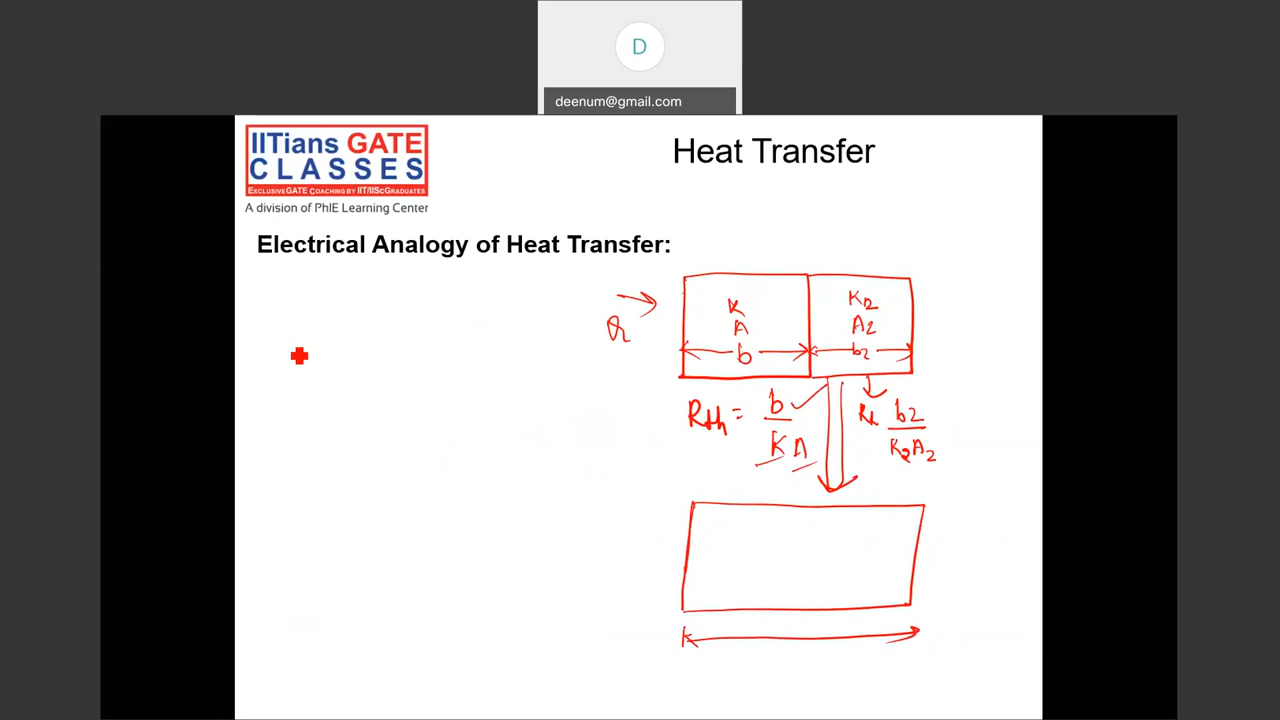 D
deenum@gmail.com
IITians GATE
CLASSES
EXCLUSIVE GATE COACHING BY IIT/IISc GRADUATES
A division of PhIE Learning Center
Heat Transfer
Electrical Analogy of Heat Transfer:
Q
K
A
b
K2
A2
b2
Rth = b / KA
Rth b2 / K2A2